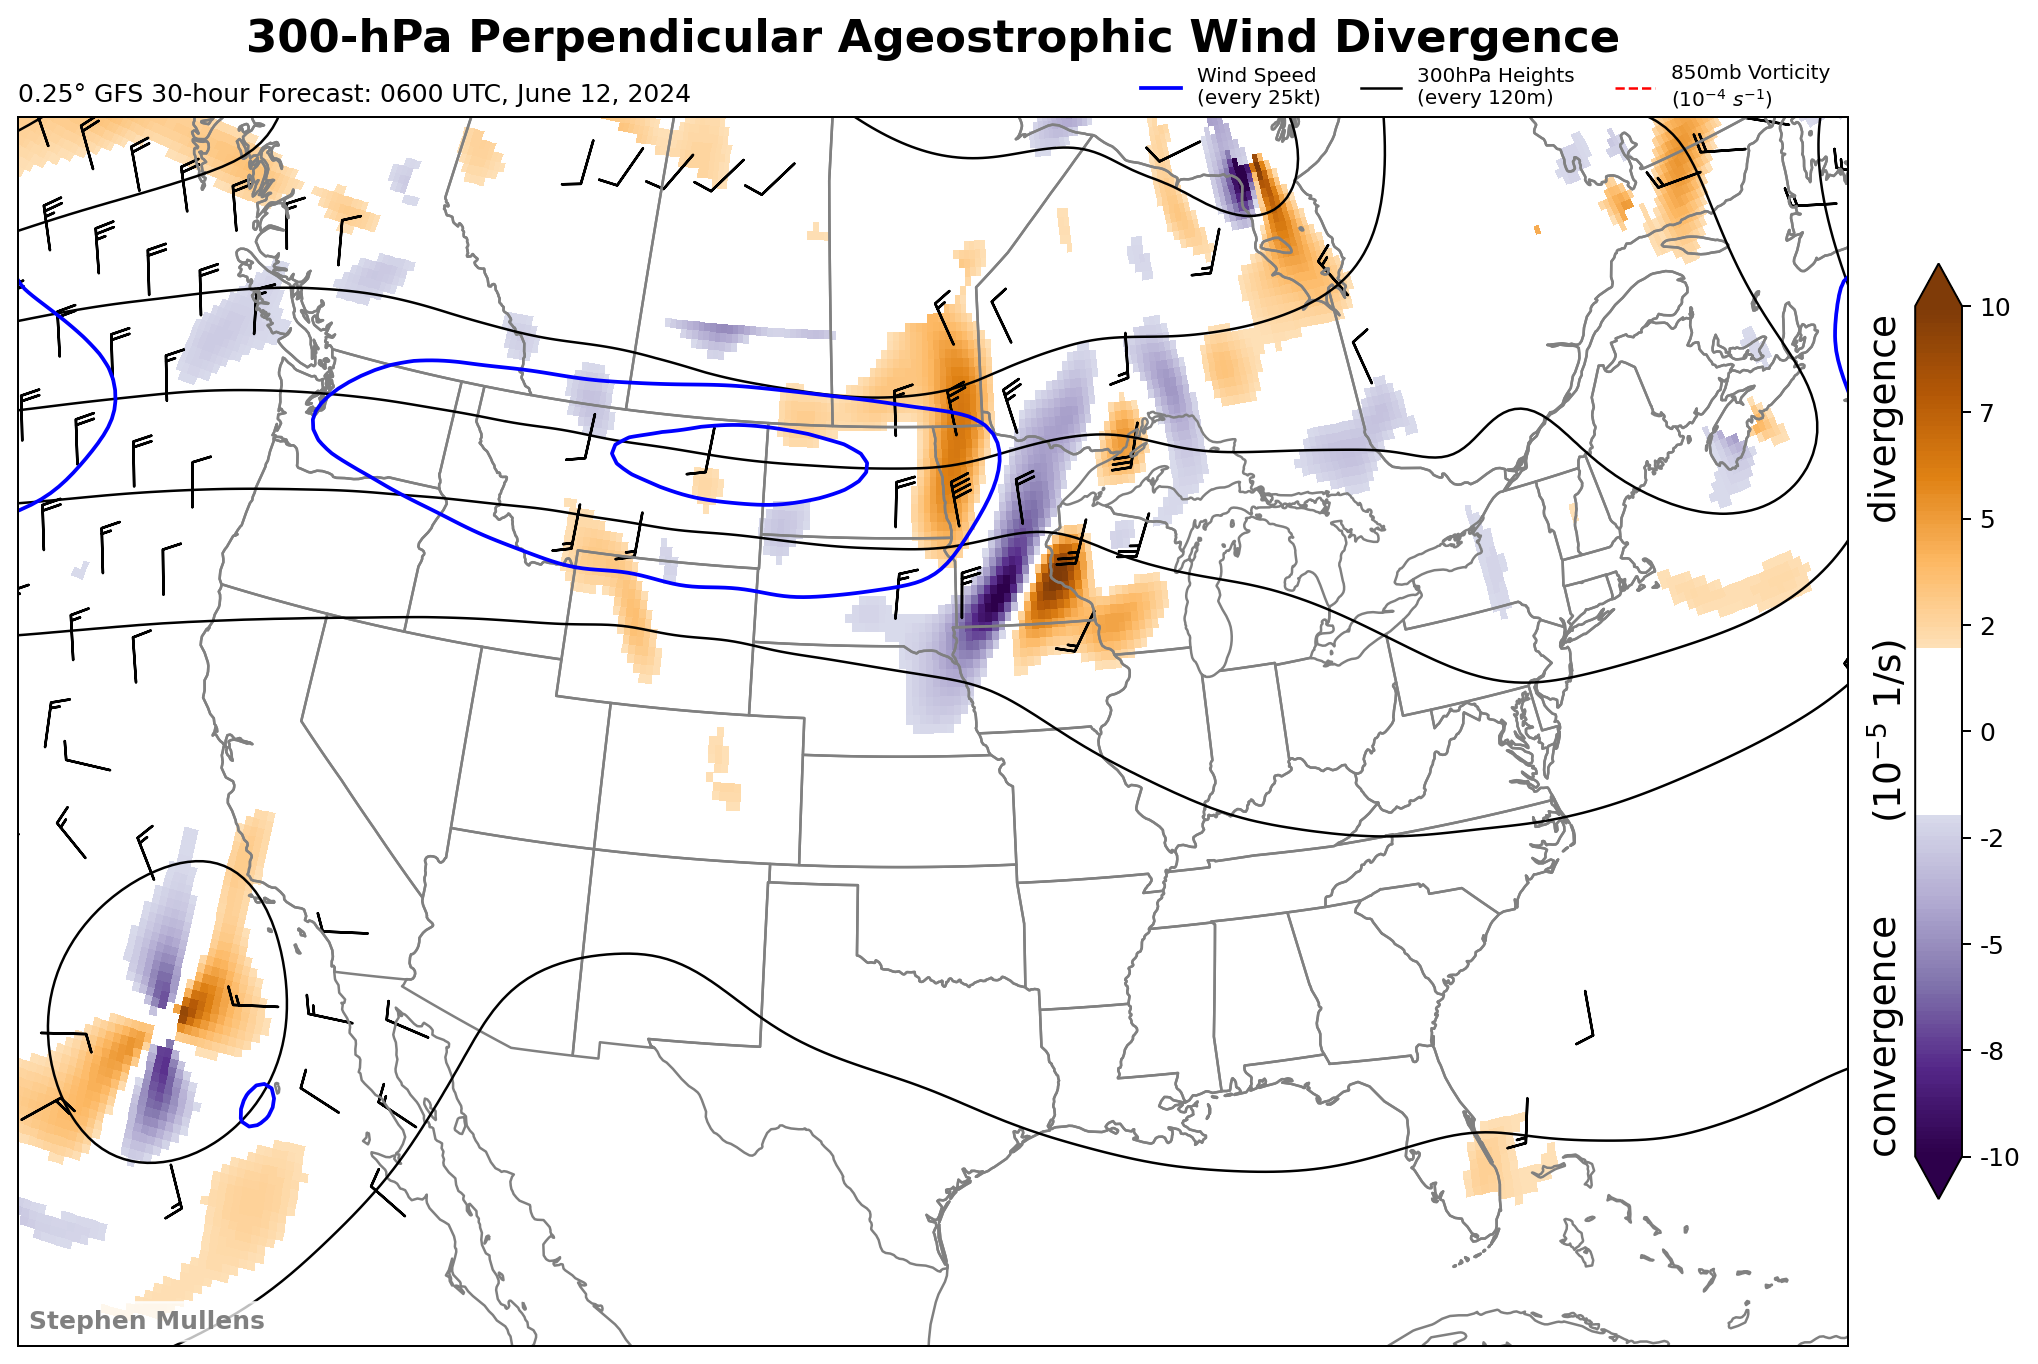 300-hPa Perpendicular Ageostrophic Wind Divergence
0.25° GFS 30-hour Forecast: 0600 UTC, June 12, 2024
Wind Speed
(every 25kt)
300hPa Heights
(every 120m)
850mb Vorticity
(10⁻⁴ s⁻¹)
10
7
5
2
0
-2
-5
-8
-10
convergence (10⁻⁵ 1/s) divergence
Stephen Mullens